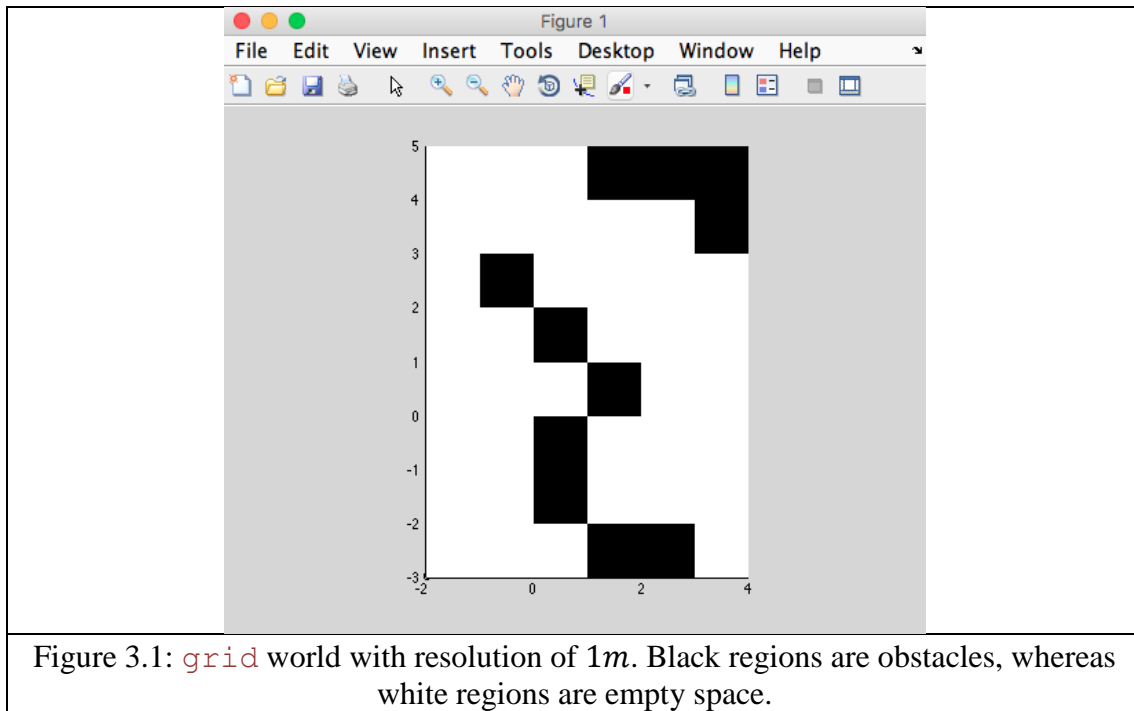 Figure 1
File Edit View Insert Tools Desktop Window Help
5
4
3
2
1
0
-1
-2
-3
-2 0 2 4
Figure 3.1: grid world with resolution of 1m. Black regions are obstacles, whereas
white regions are empty space.